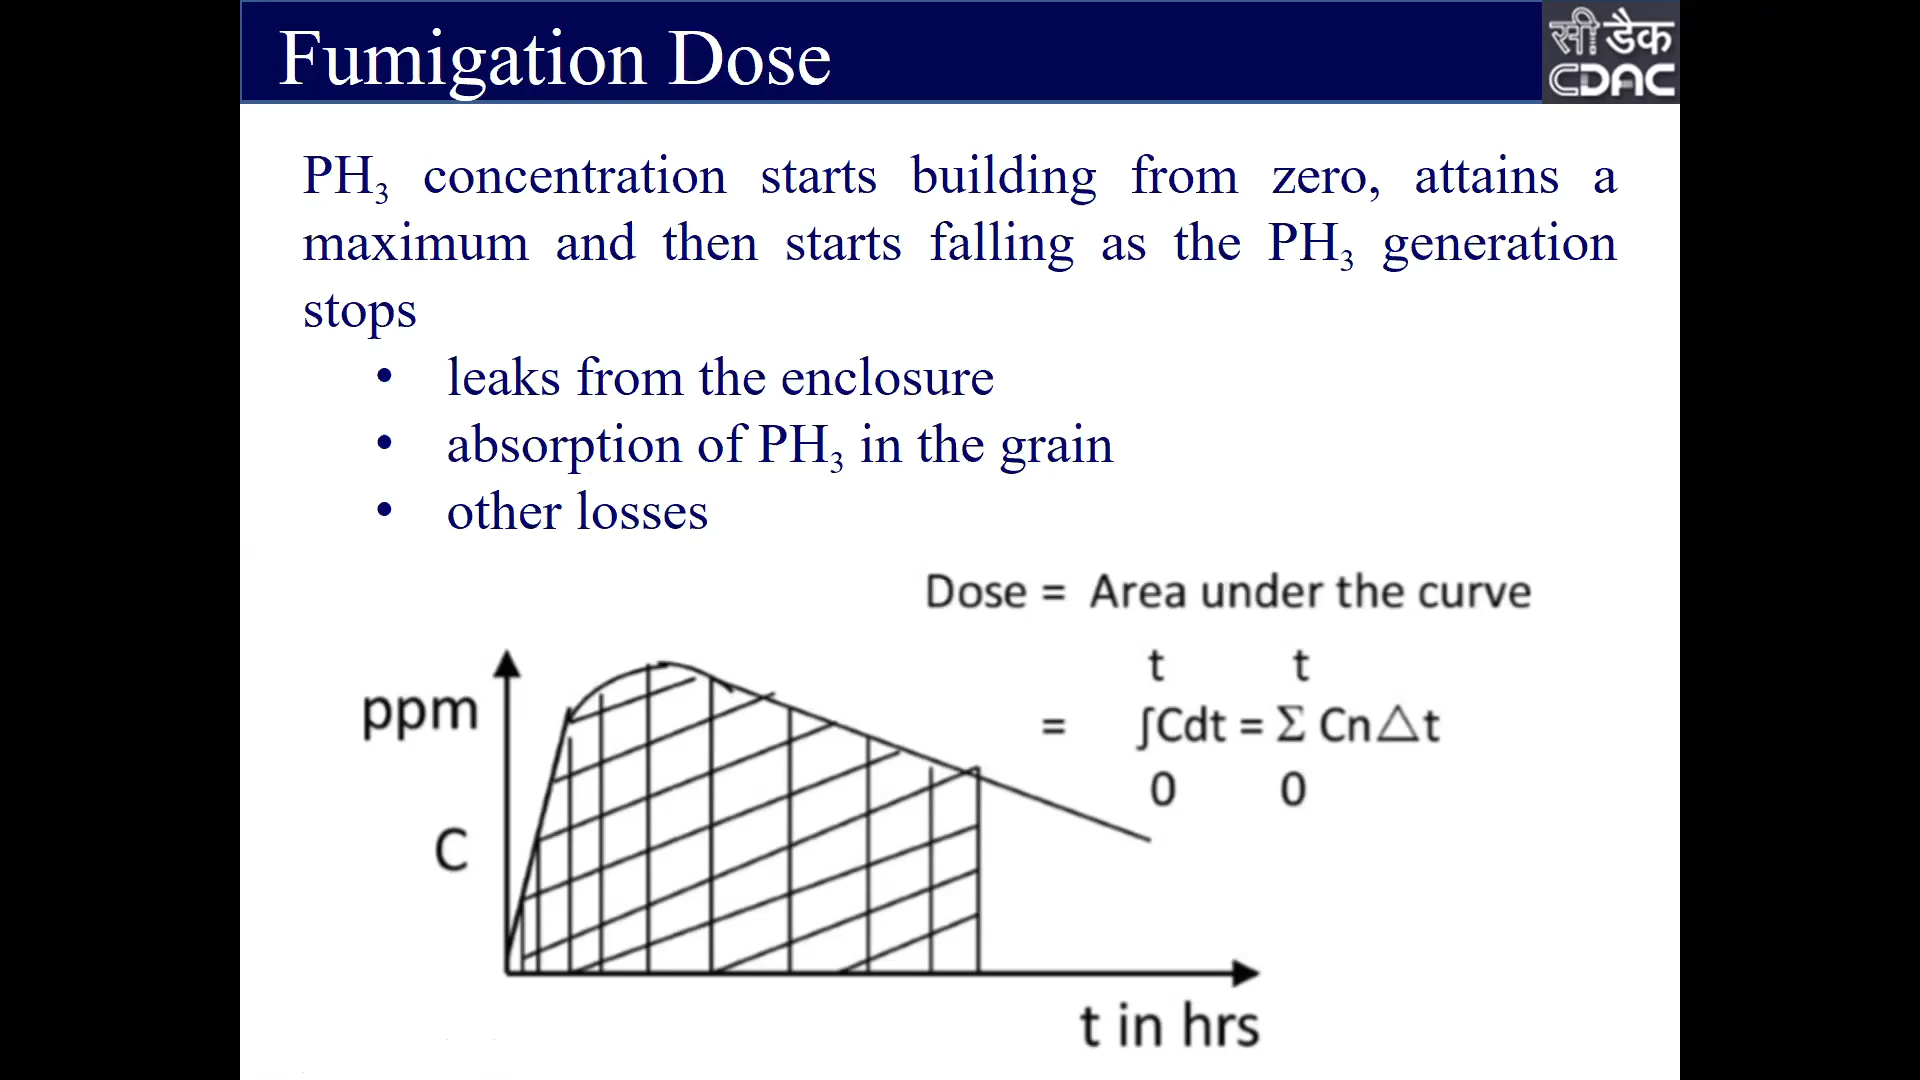 Fumigation Dose
सी डैक
CDAC
PH₃ concentration starts building from zero, attains a
maximum and then starts falling as the PH₃ generation
stops
• leaks from the enclosure
• absorption of PH₃ in the grain
• other losses
Dose = Area under the curve
t t
= ∫Cdt = Σ Cn△t
0 0
ppm
C
t in hrs